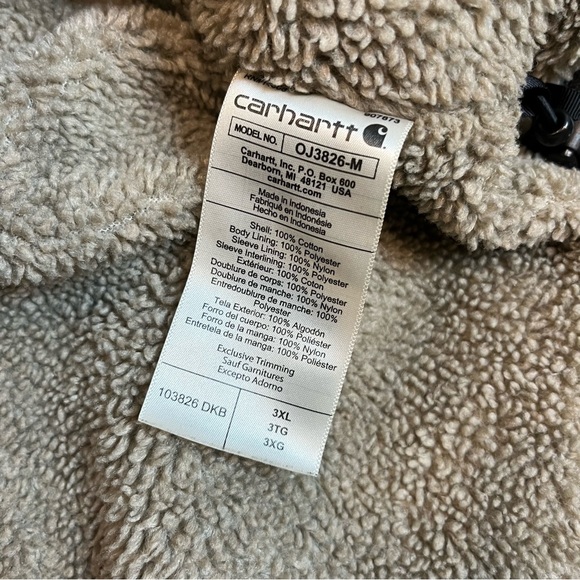 907873
carhartt
MODEL NO. OJ3826-M
Carhartt, Inc. P.O. Box 600
Dearborn, MI 48121 USA
carhartt.com
Made in Indonesia
Fabriqué en Indonésie
Hecho en Indonesia
Shell: 100% Cotton
Body Lining: 100% Polyester
Sleeve Lining: 100% Nylon
Sleeve Interlining: 100% Polyester
Extérieur: 100% Coton
Doublure de corps: 100% Polyester
Doublure de manche: 100% Nylon
Entredoublure de manche: 100%
Polyester
Tela Exterior: 100% Algodón
Forro del cuerpo: 100% Poliéster
Forro de la manga: 100% Nylon
Entretela de la manga: 100% Poliéster
Exclusive Trimming
Sauf Garnitures
Excepto Adorno
103826 DKB
3XL
3TG
3XG